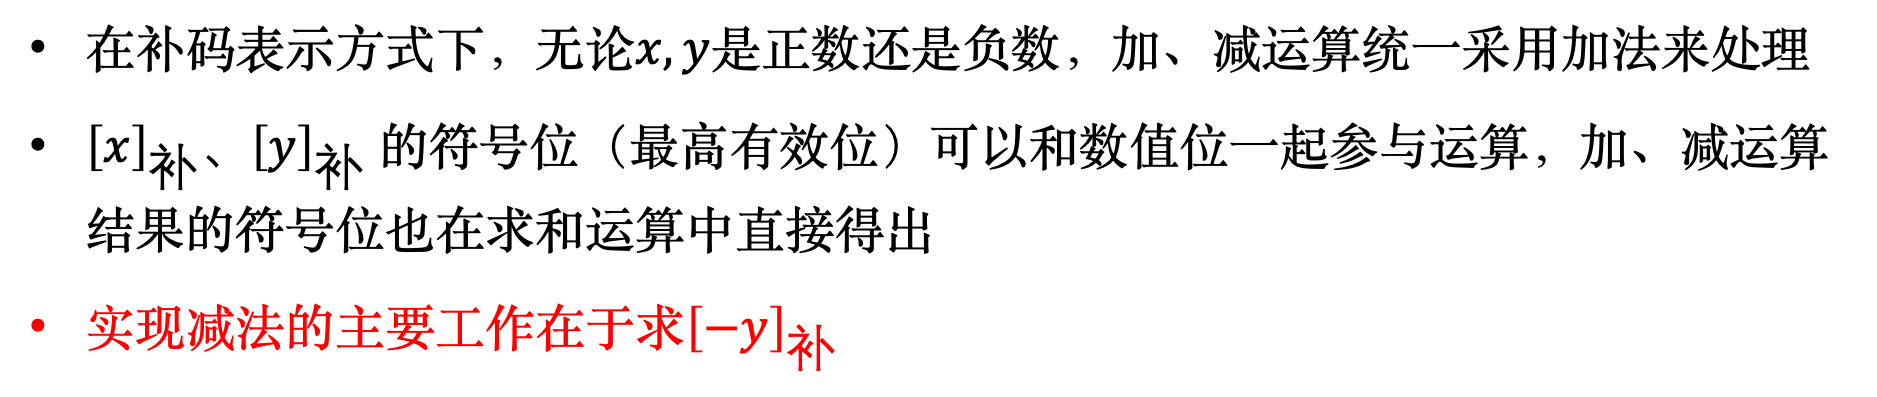 • 在补码表示方式下，无论x, y是正数还是负数，加、减运算统一采用加法来处理
• [x]补、[y]补 的符号位（最高有效位）可以和数值位一起参与运算，加、减运算
结果的符号位也在求和运算中直接得出
• 实现减法的主要工作在于求[−y]补